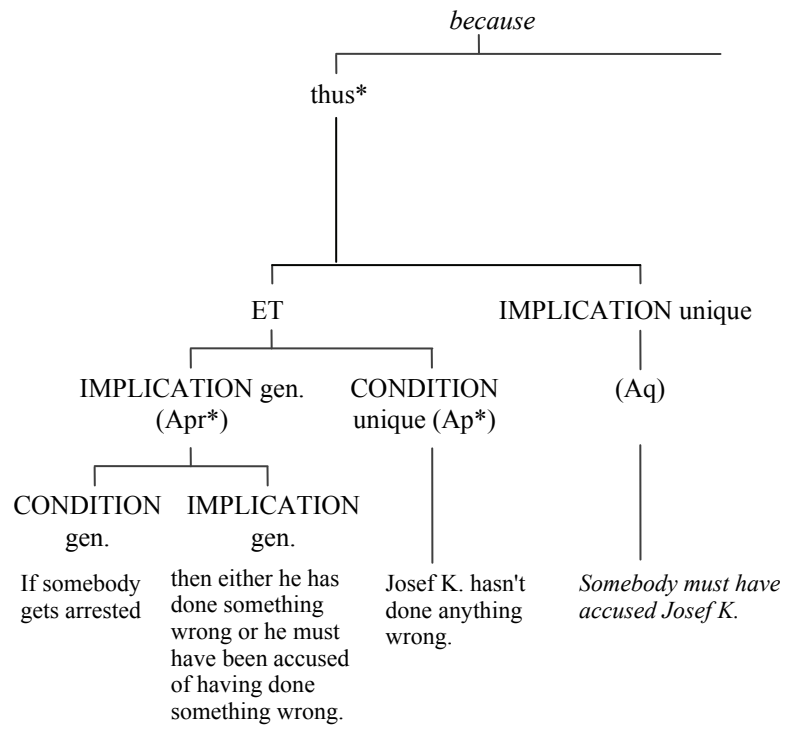 because
thus*
ET
IMPLICATION unique
IMPLICATION gen.
(Apr*)
CONDITION
unique (Ap*)
(Aq)
CONDITION
gen.
IMPLICATION
gen.
If somebody
gets arrested
then either he has
done something
wrong or he must
have been accused
of having done
something wrong.
Josef K. hasn't
done anything
wrong.
Somebody must have
accused Josef K.